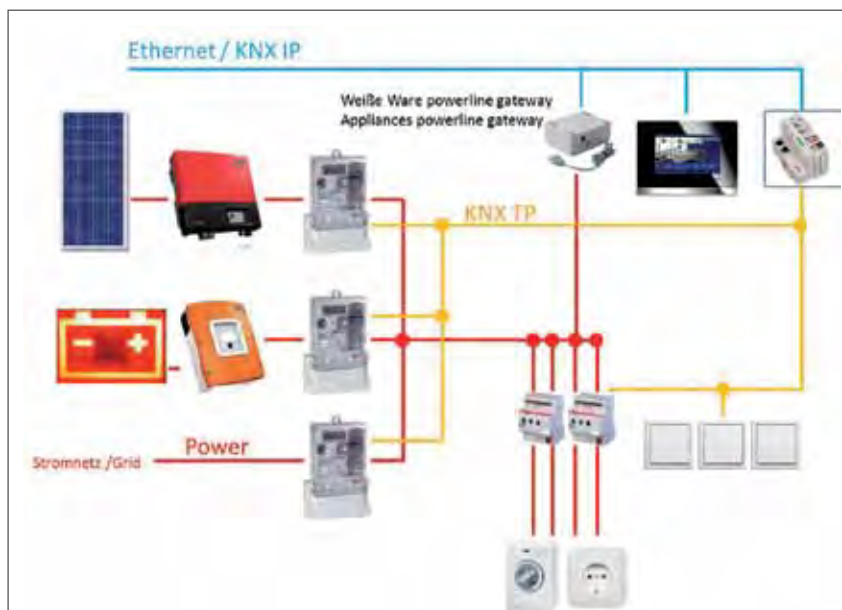 Ethernet / KNX IP
Weiße Ware powerline gateway
Appliances powerline gateway
KNX TP
Power
Stromnetz /Grid